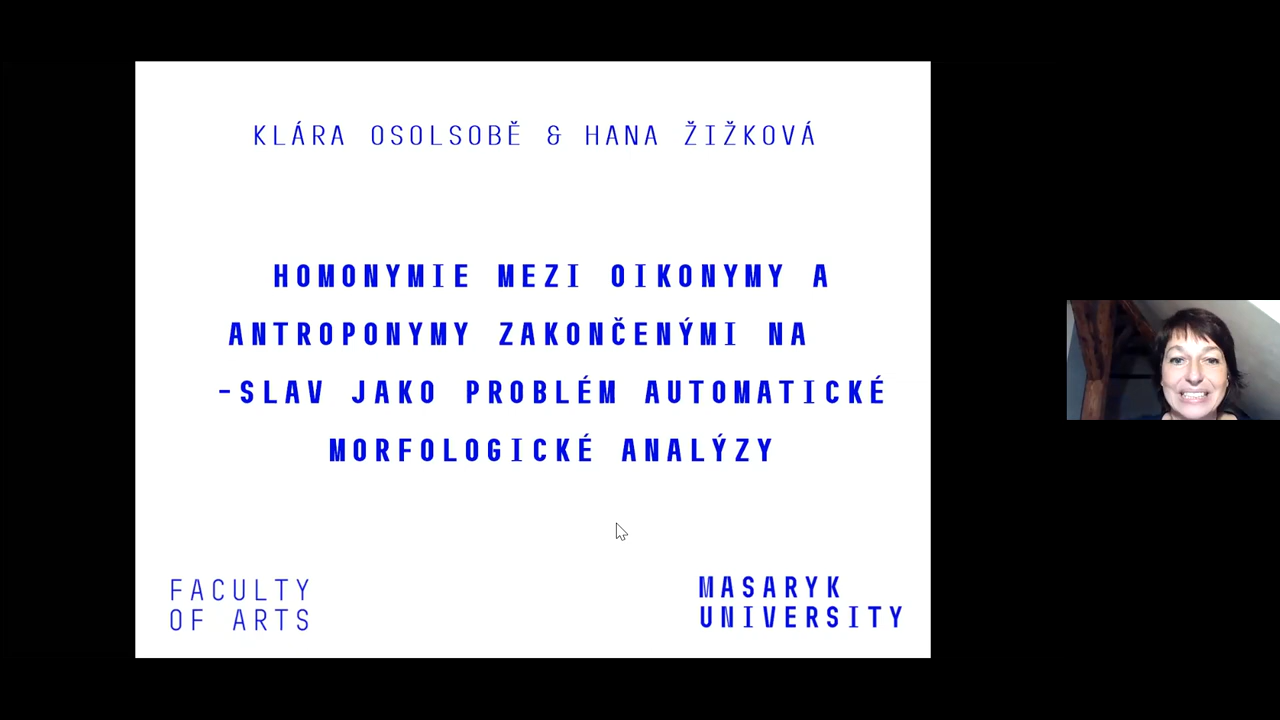 KLÁRA OSOLSOBĚ & HANA ŽIŽKOVÁ
HOMONYMIE MEZI OIKONYMY A
ANTROPONYMY ZAKONČENÝMI NA
-SLAV JAKO PROBLÉM AUTOMATICKÉ
MORFOLOGICKÉ ANALÝZY
FACULTY
OF ARTS
MASARYK
UNIVERSITY